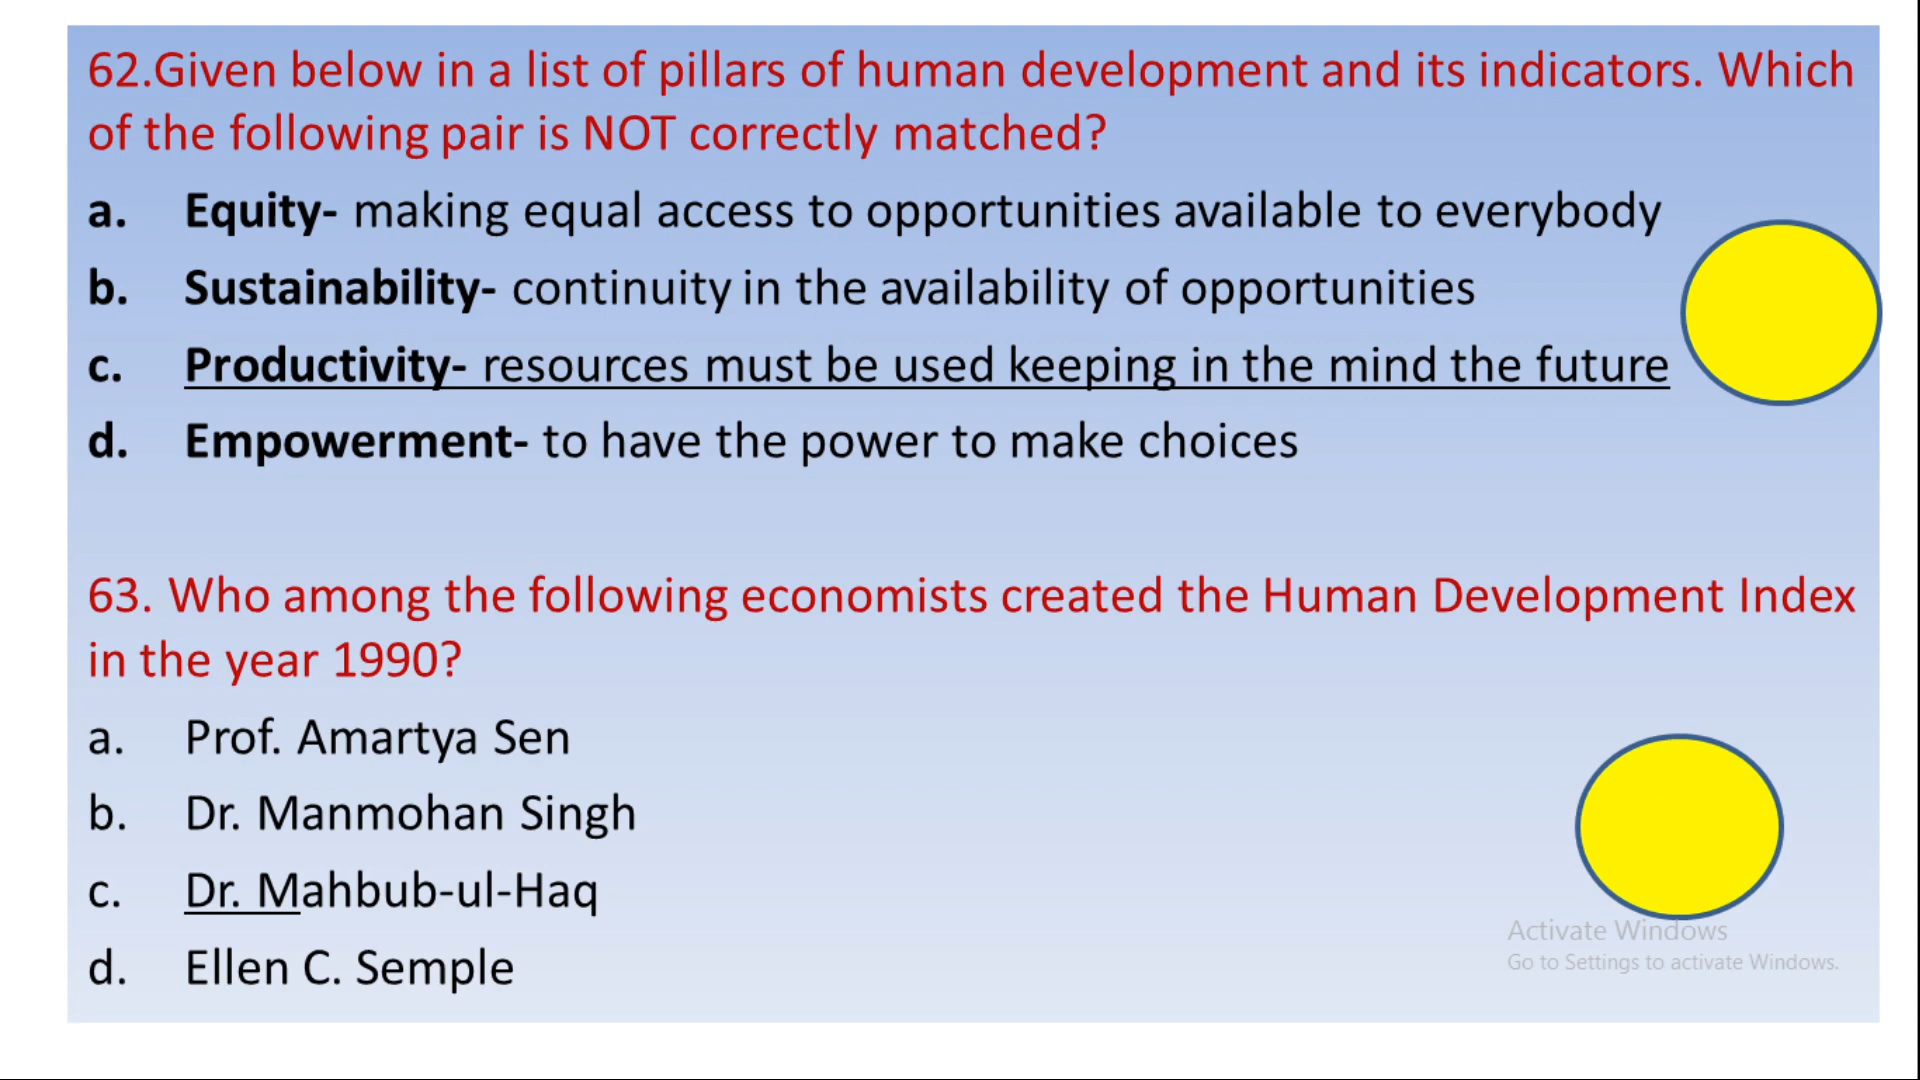 62.Given below in a list of pillars of human development and its indicators. Which
of the following pair is NOT correctly matched?
a. Equity- making equal access to opportunities available to everybody
b. Sustainability- continuity in the availability of opportunities
c. Productivity- resources must be used keeping in the mind the future
d. Empowerment- to have the power to make choices
63. Who among the following economists created the Human Development Index
in the year 1990?
a. Prof. Amartya Sen
b. Dr. Manmohan Singh
c. Dr. Mahbub-ul-Haq
d. Ellen C. Semple
Activate Windows
Go to Settings to activate Windows.